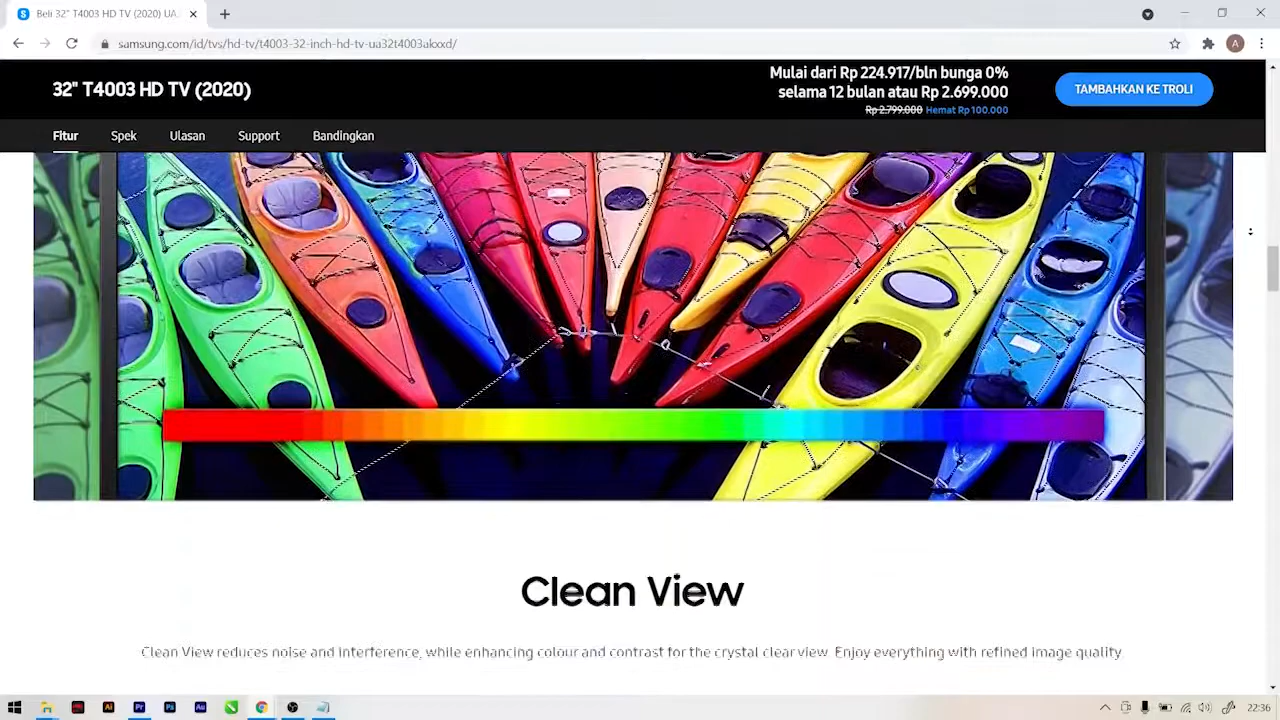 Beli 32" T4003 HD TV (2020) UA
samsung.com/id/tvs/hd-tv/t4003-32-inch-hd-tv-ua32t4003akxxd/
A
32" T4003 HD TV (2020)
Mulai dari Rp 224.917/bln bunga 0%
selama 12 bulan atau Rp 2.699.000
Rp 2.799.000 Hemat Rp 100.000
TAMBAHKAN KE TROLI
Fitur Spek Ulasan Support Bandingkan
Clean View
Clean View reduces noise and interference, while enhancing colour and contrast for the crystal clear view. Enjoy everything with refined image quality.
Ai Pr Ps Au
22:36